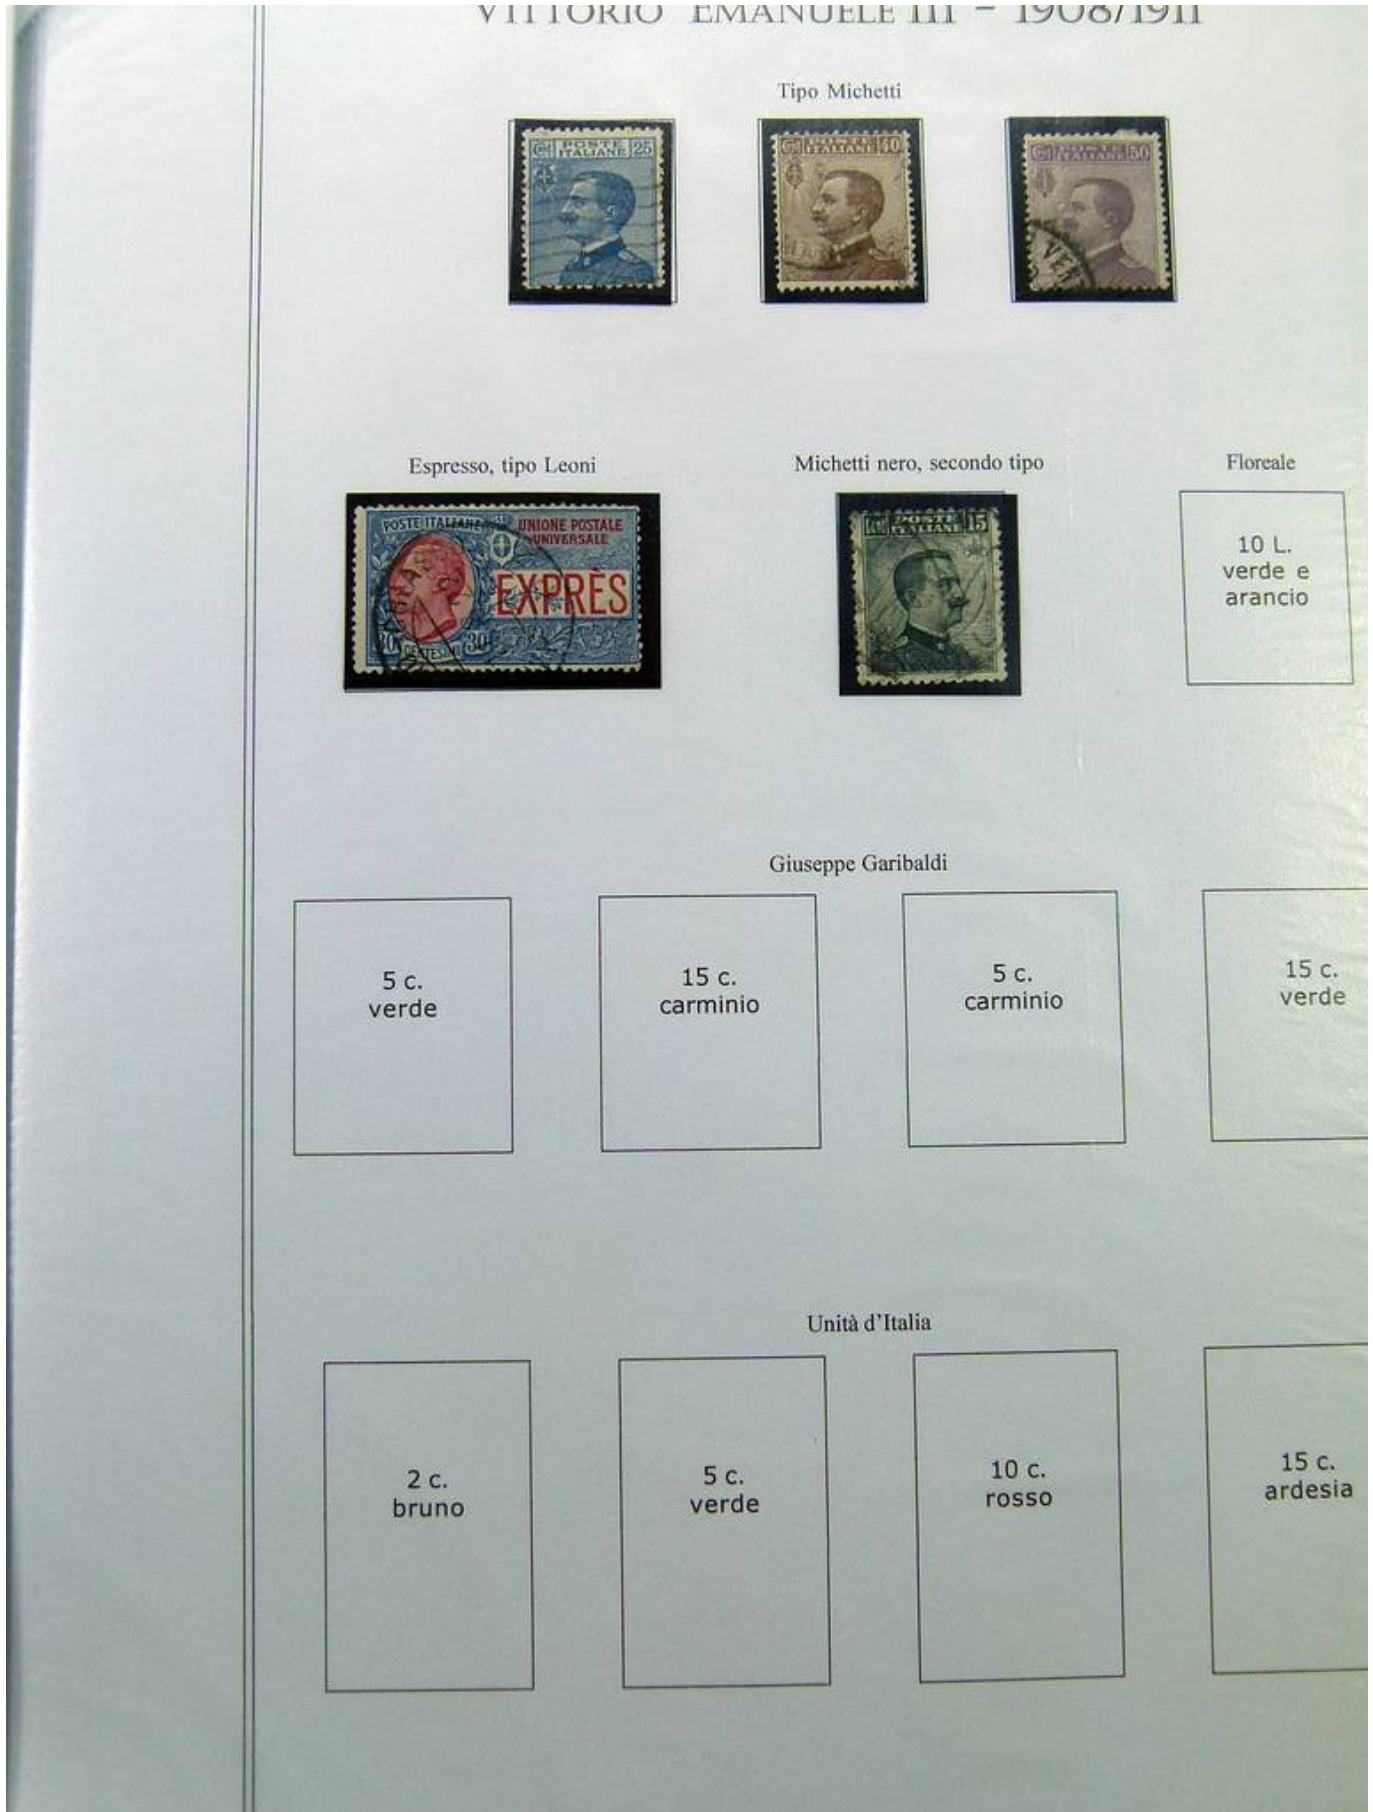 VITTORIO EMANUELE III - 1908/1911
Tipo Michetti
POSTE
ITALIANE
25
POSTE
ITALIANE
40
POSTE
ITALIANE
50
Espresso, tipo Leoni
Michetti nero, secondo tipo
Floreale
POSTE ITALIANE
UNIONE POSTALE
UNIVERSALE
EXPRÈS
30 CENTESIMI 30
POSTE
ITALIANE
15
10 L.
verde e
arancio
Giuseppe Garibaldi
5 c.
verde
15 c.
carminio
5 c.
carminio
15 c.
verde
Unità d'Italia
2 c.
bruno
5 c.
verde
10 c.
rosso
15 c.
ardesia